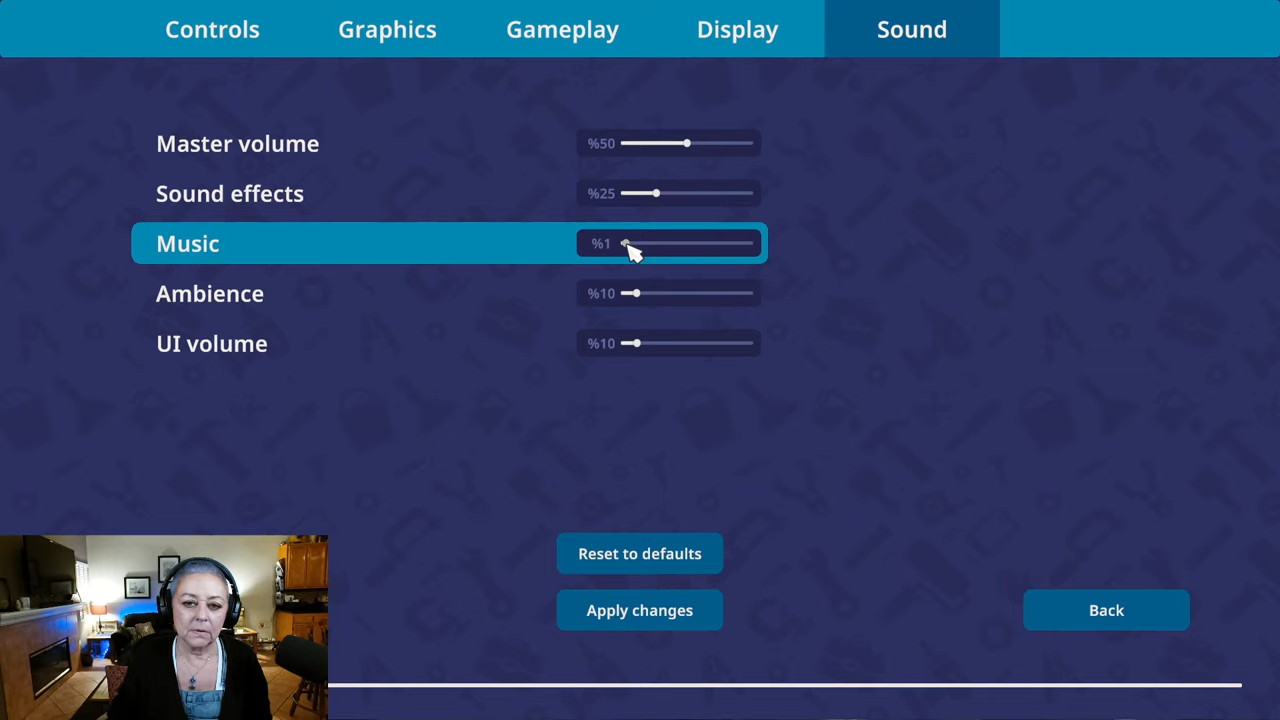 Controls Graphics Gameplay Display Sound
Master volume %50
Sound effects %25
Music %1
Ambience %10
UI volume %10
Reset to defaults
Apply changes Back